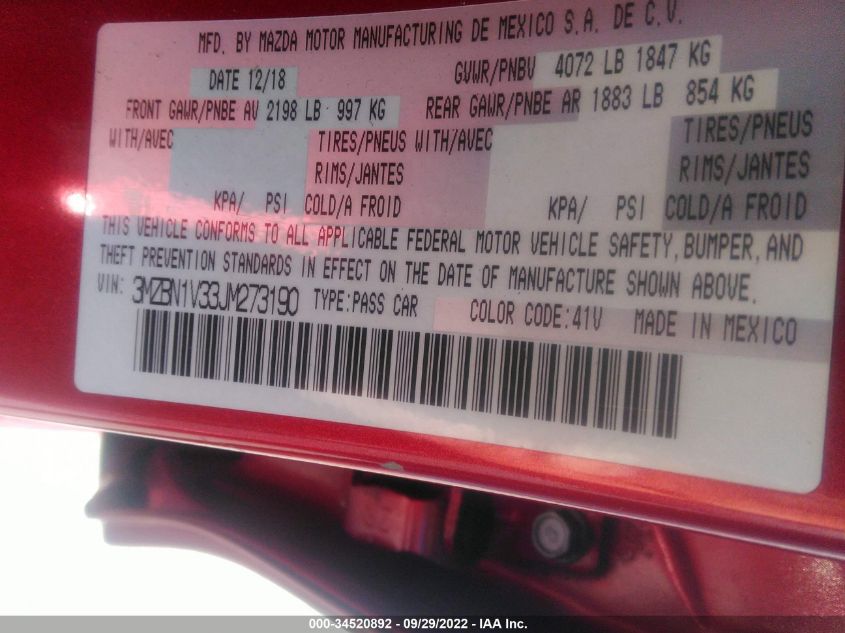 MFD. BY MAZDA MOTOR MANUFACTURING DE MEXICO S.A. DE C.V.
DATE 12/18
GVWR/PNBV 4072 LB 1847 KG
FRONT GAWR/PNBE AV 2198 LB 997 KG
REAR GAWR/PNBE AR 1883 LB 854 KG
WITH/AVEC TIRES/PNEUS WITH/AVEC TIRES/PNEUS
RIMS/JANTES RIMS/JANTES
KPA/ PSI COLD/A FROID KPA/ PSI COLD/A FROID
THIS VEHICLE CONFORMS TO ALL APPLICABLE FEDERAL MOTOR VEHICLE SAFETY, BUMPER, AND
THEFT PREVENTION STANDARDS IN EFFECT ON THE DATE OF MANUFACTURE SHOWN ABOVE.
VIN: 3MZBN1V33JM273190 TYPE:PASS CAR COLOR CODE:41V MADE IN MEXICO
000-34520892 - 09/29/2022 - IAA Inc.